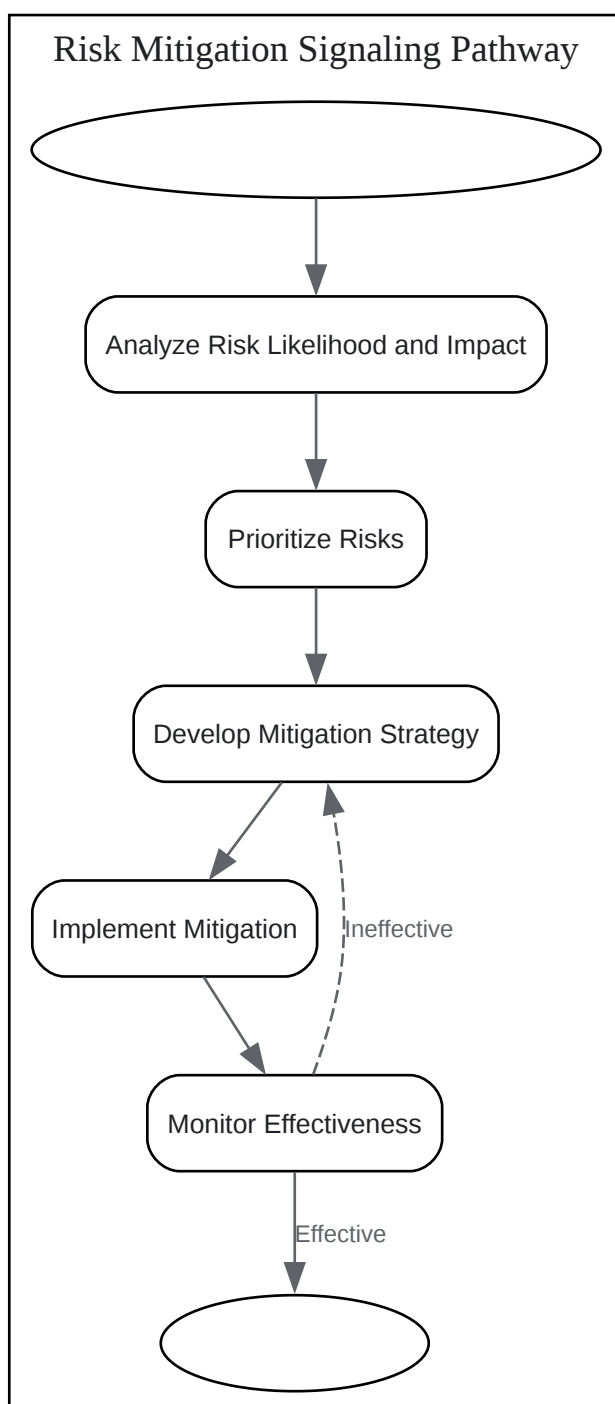 Risk Mitigation Signaling Pathway
Analyze Risk Likelihood and Impact
Prioritize Risks
Develop Mitigation Strategy
Implement Mitigation
Ineffective
Monitor Effectiveness
Effective